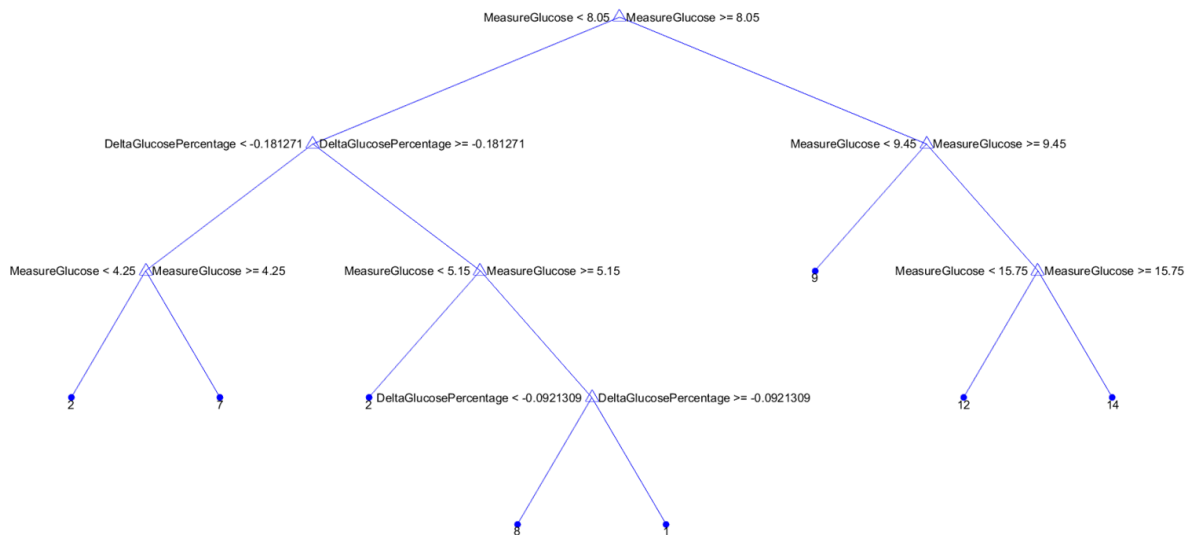 MeasureGlucose < 8.05 MeasureGlucose >= 8.05
DeltaGlucosePercentage < -0.181271 DeltaGlucosePercentage >= -0.181271
MeasureGlucose < 9.45 MeasureGlucose >= 9.45
MeasureGlucose < 4.25 MeasureGlucose >= 4.25
MeasureGlucose < 5.15 MeasureGlucose >= 5.15
9
MeasureGlucose < 15.75 MeasureGlucose >= 15.75
2
7
2
DeltaGlucosePercentage < -0.0921309 DeltaGlucosePercentage >= -0.0921309
12
14
8
1